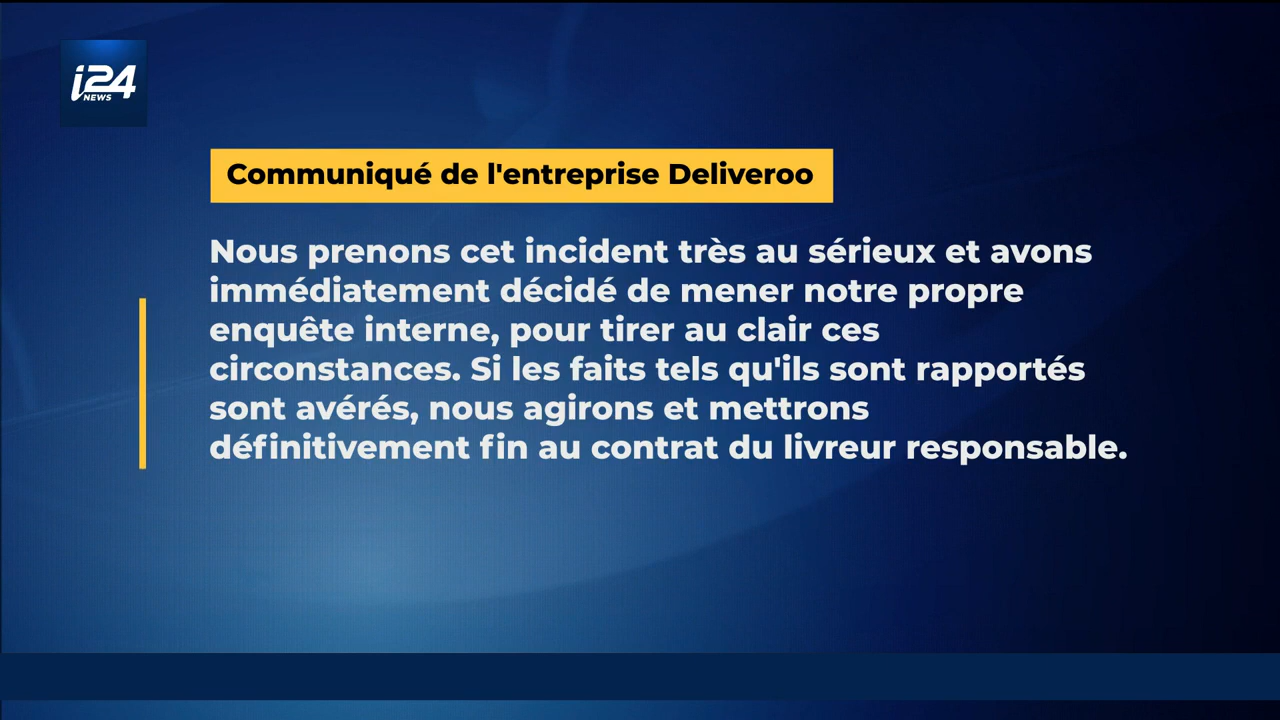 i24
NEWS
Communiqué de l'entreprise Deliveroo
Nous prenons cet incident très au sérieux et avons
immédiatement décidé de mener notre propre
enquête interne, pour tirer au clair ces
circonstances. Si les faits tels qu'ils sont rapportés
sont avérés, nous agirons et mettrons
définitivement fin au contrat du livreur responsable.